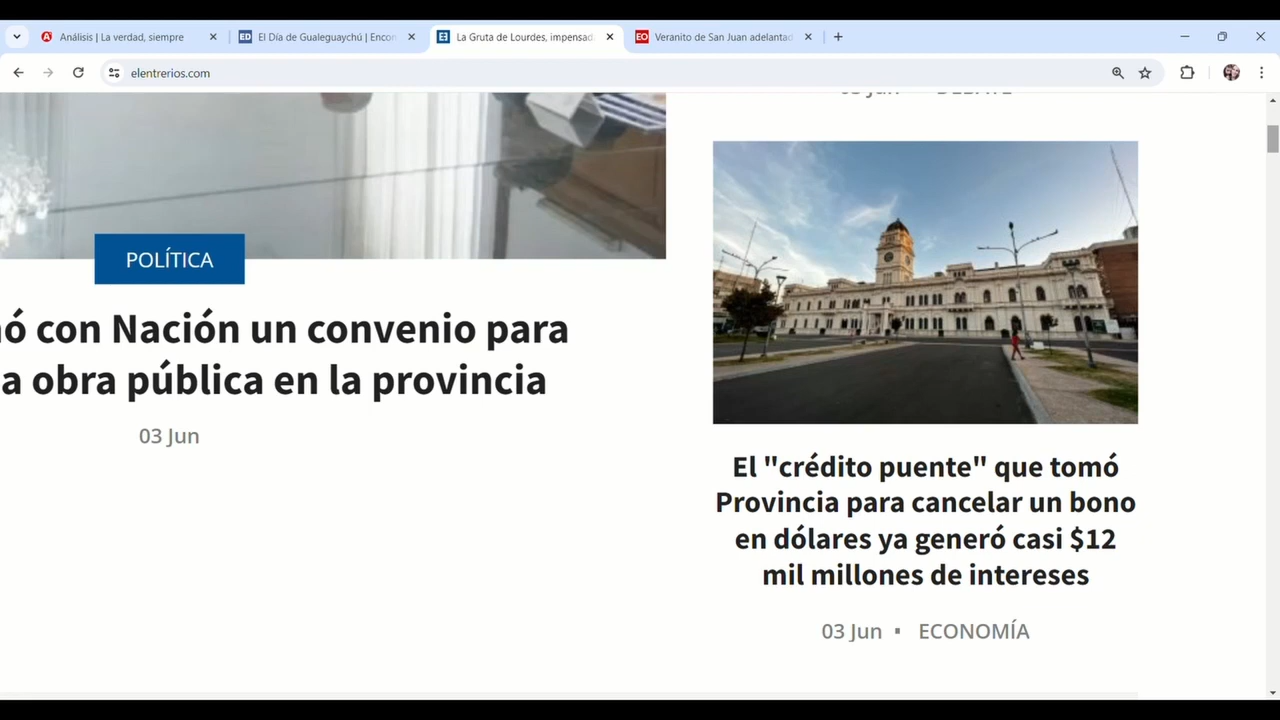 Análisis | La verdad, siempre
El Día de Gualeguaychú | Encon
La Gruta de Lourdes, impensad
Veranito de San Juan adelantad
elentrerios.com
POLÍTICA
ó con Nación un convenio para
a obra pública en la provincia
03 Jun
El "crédito puente" que tomó
Provincia para cancelar un bono
en dólares ya generó casi $12
mil millones de intereses
03 Jun ▪ ECONOMÍA